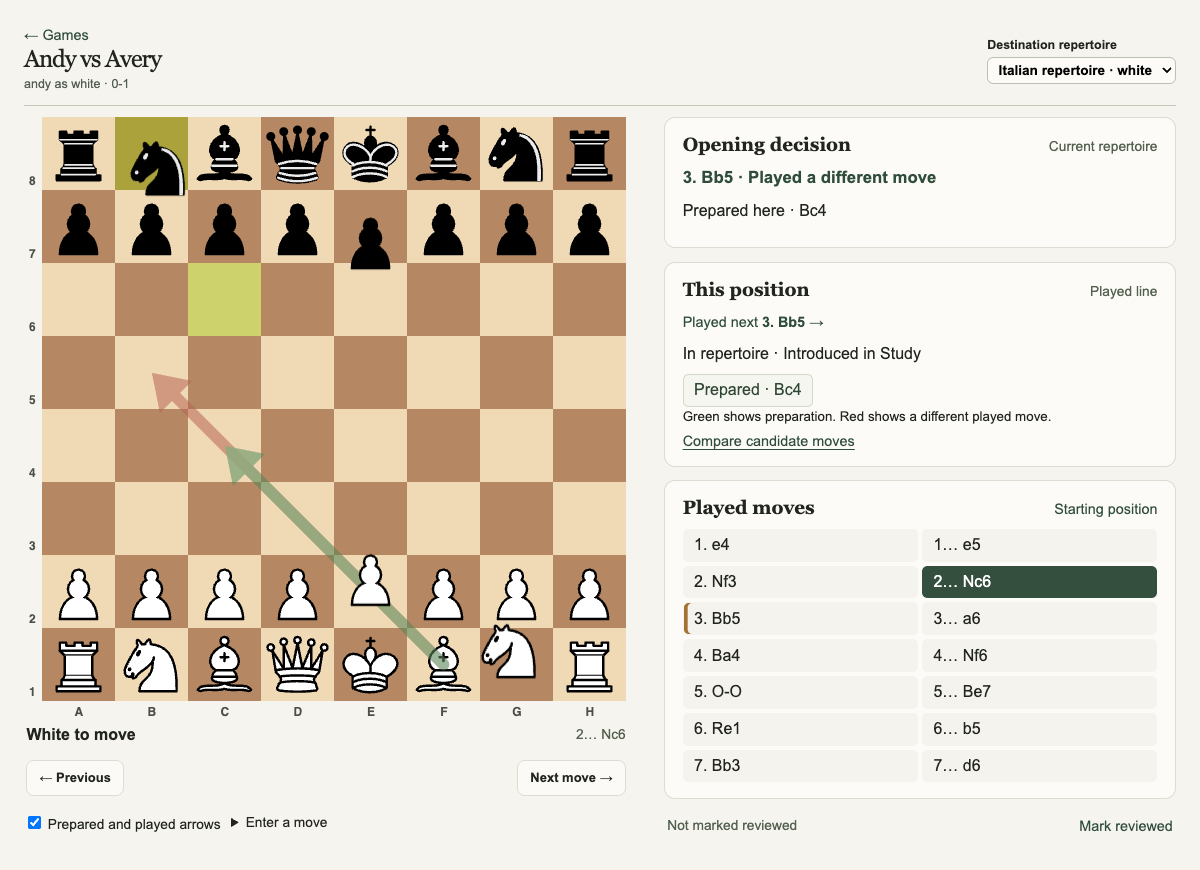 ← Games
Andy vs Avery
andy as white · 0-1
Destination repertoire
Italian repertoire · white
8
7
6
5
4
3
2
1
A B C D E F G H
White to move
2… Nc6
← Previous
Next move →
Prepared and played arrows
▶ Enter a move
Opening decision
Current repertoire
3. Bb5 · Played a different move
Prepared here · Bc4
This position
Played line
Played next 3. Bb5 →
In repertoire · Introduced in Study
Prepared · Bc4
Green shows preparation. Red shows a different played move.
Compare candidate moves
Played moves
Starting position
1. e4
1… e5
2. Nf3
2… Nc6
3. Bb5
3… a6
4. Ba4
4… Nf6
5. O-O
5… Be7
6. Re1
6… b5
7. Bb3
7… d6
Not marked reviewed
Mark reviewed